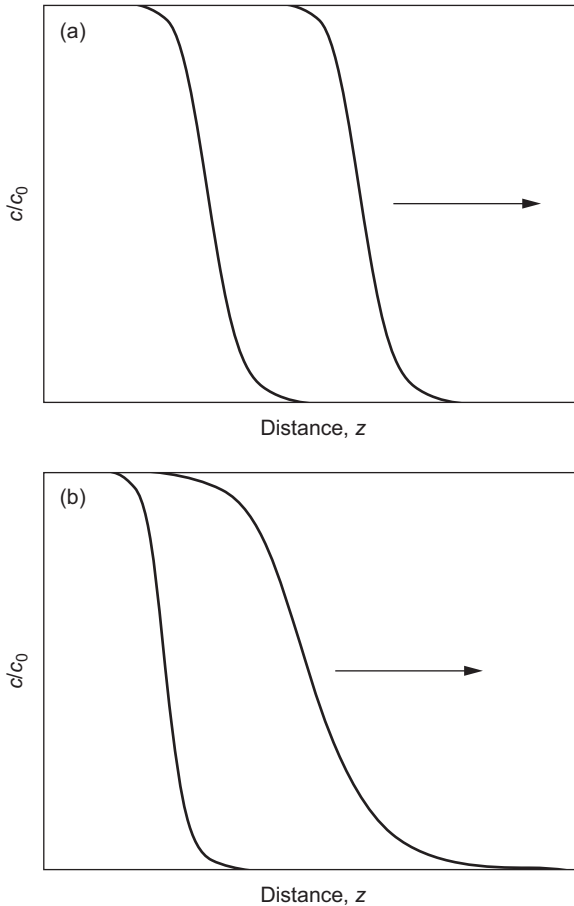 (a)
c/c₀
Distance, z
(b)
c/c₀
Distance, z